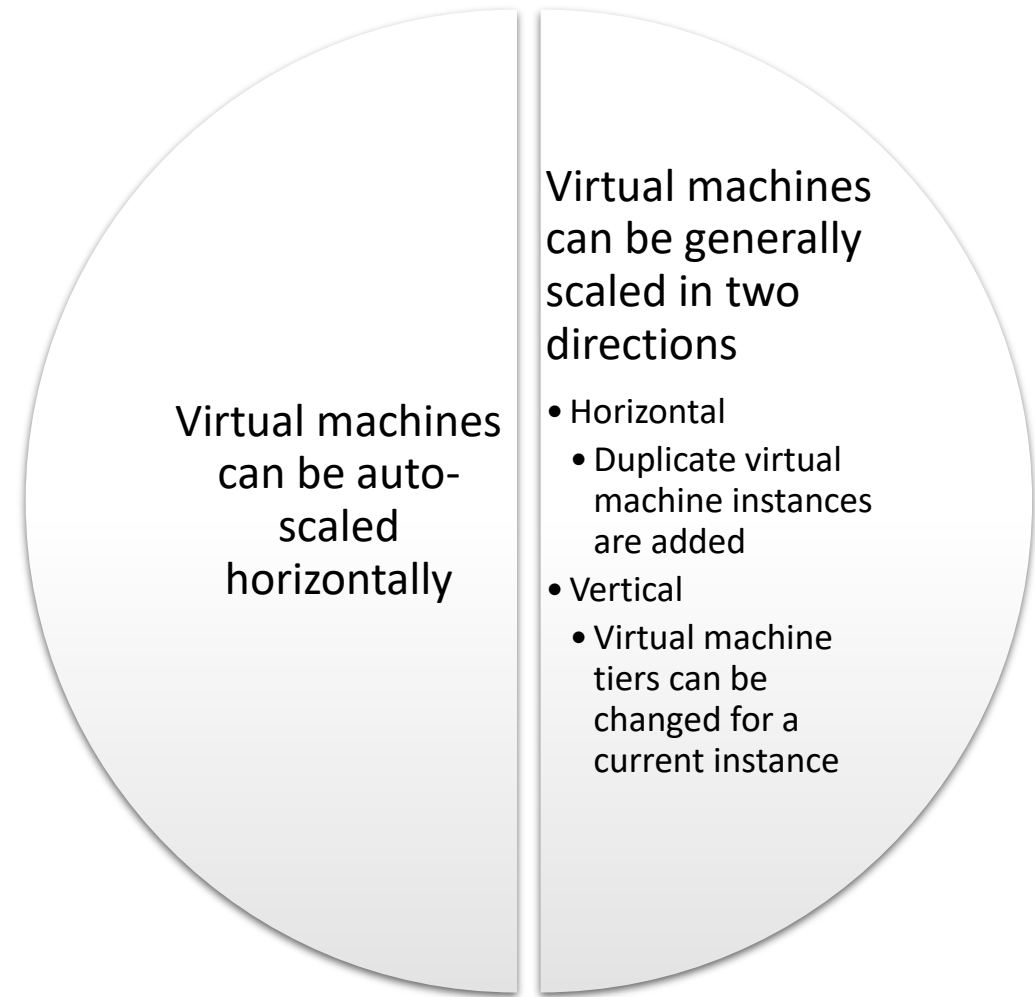 Virtual machines
can be auto-
scaled
horizontally
Virtual machines
can be generally
scaled in two
directions
• Horizontal
• Duplicate virtual
machine instances
are added
• Vertical
• Virtual machine
tiers can be
changed for a
current instance